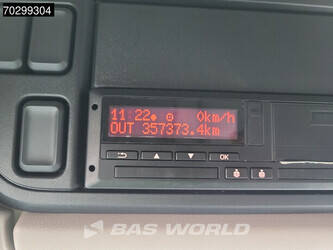 70299304
11:22● ⊙ 0km/h
OUT 357373.4km
OK
BAS WORLD